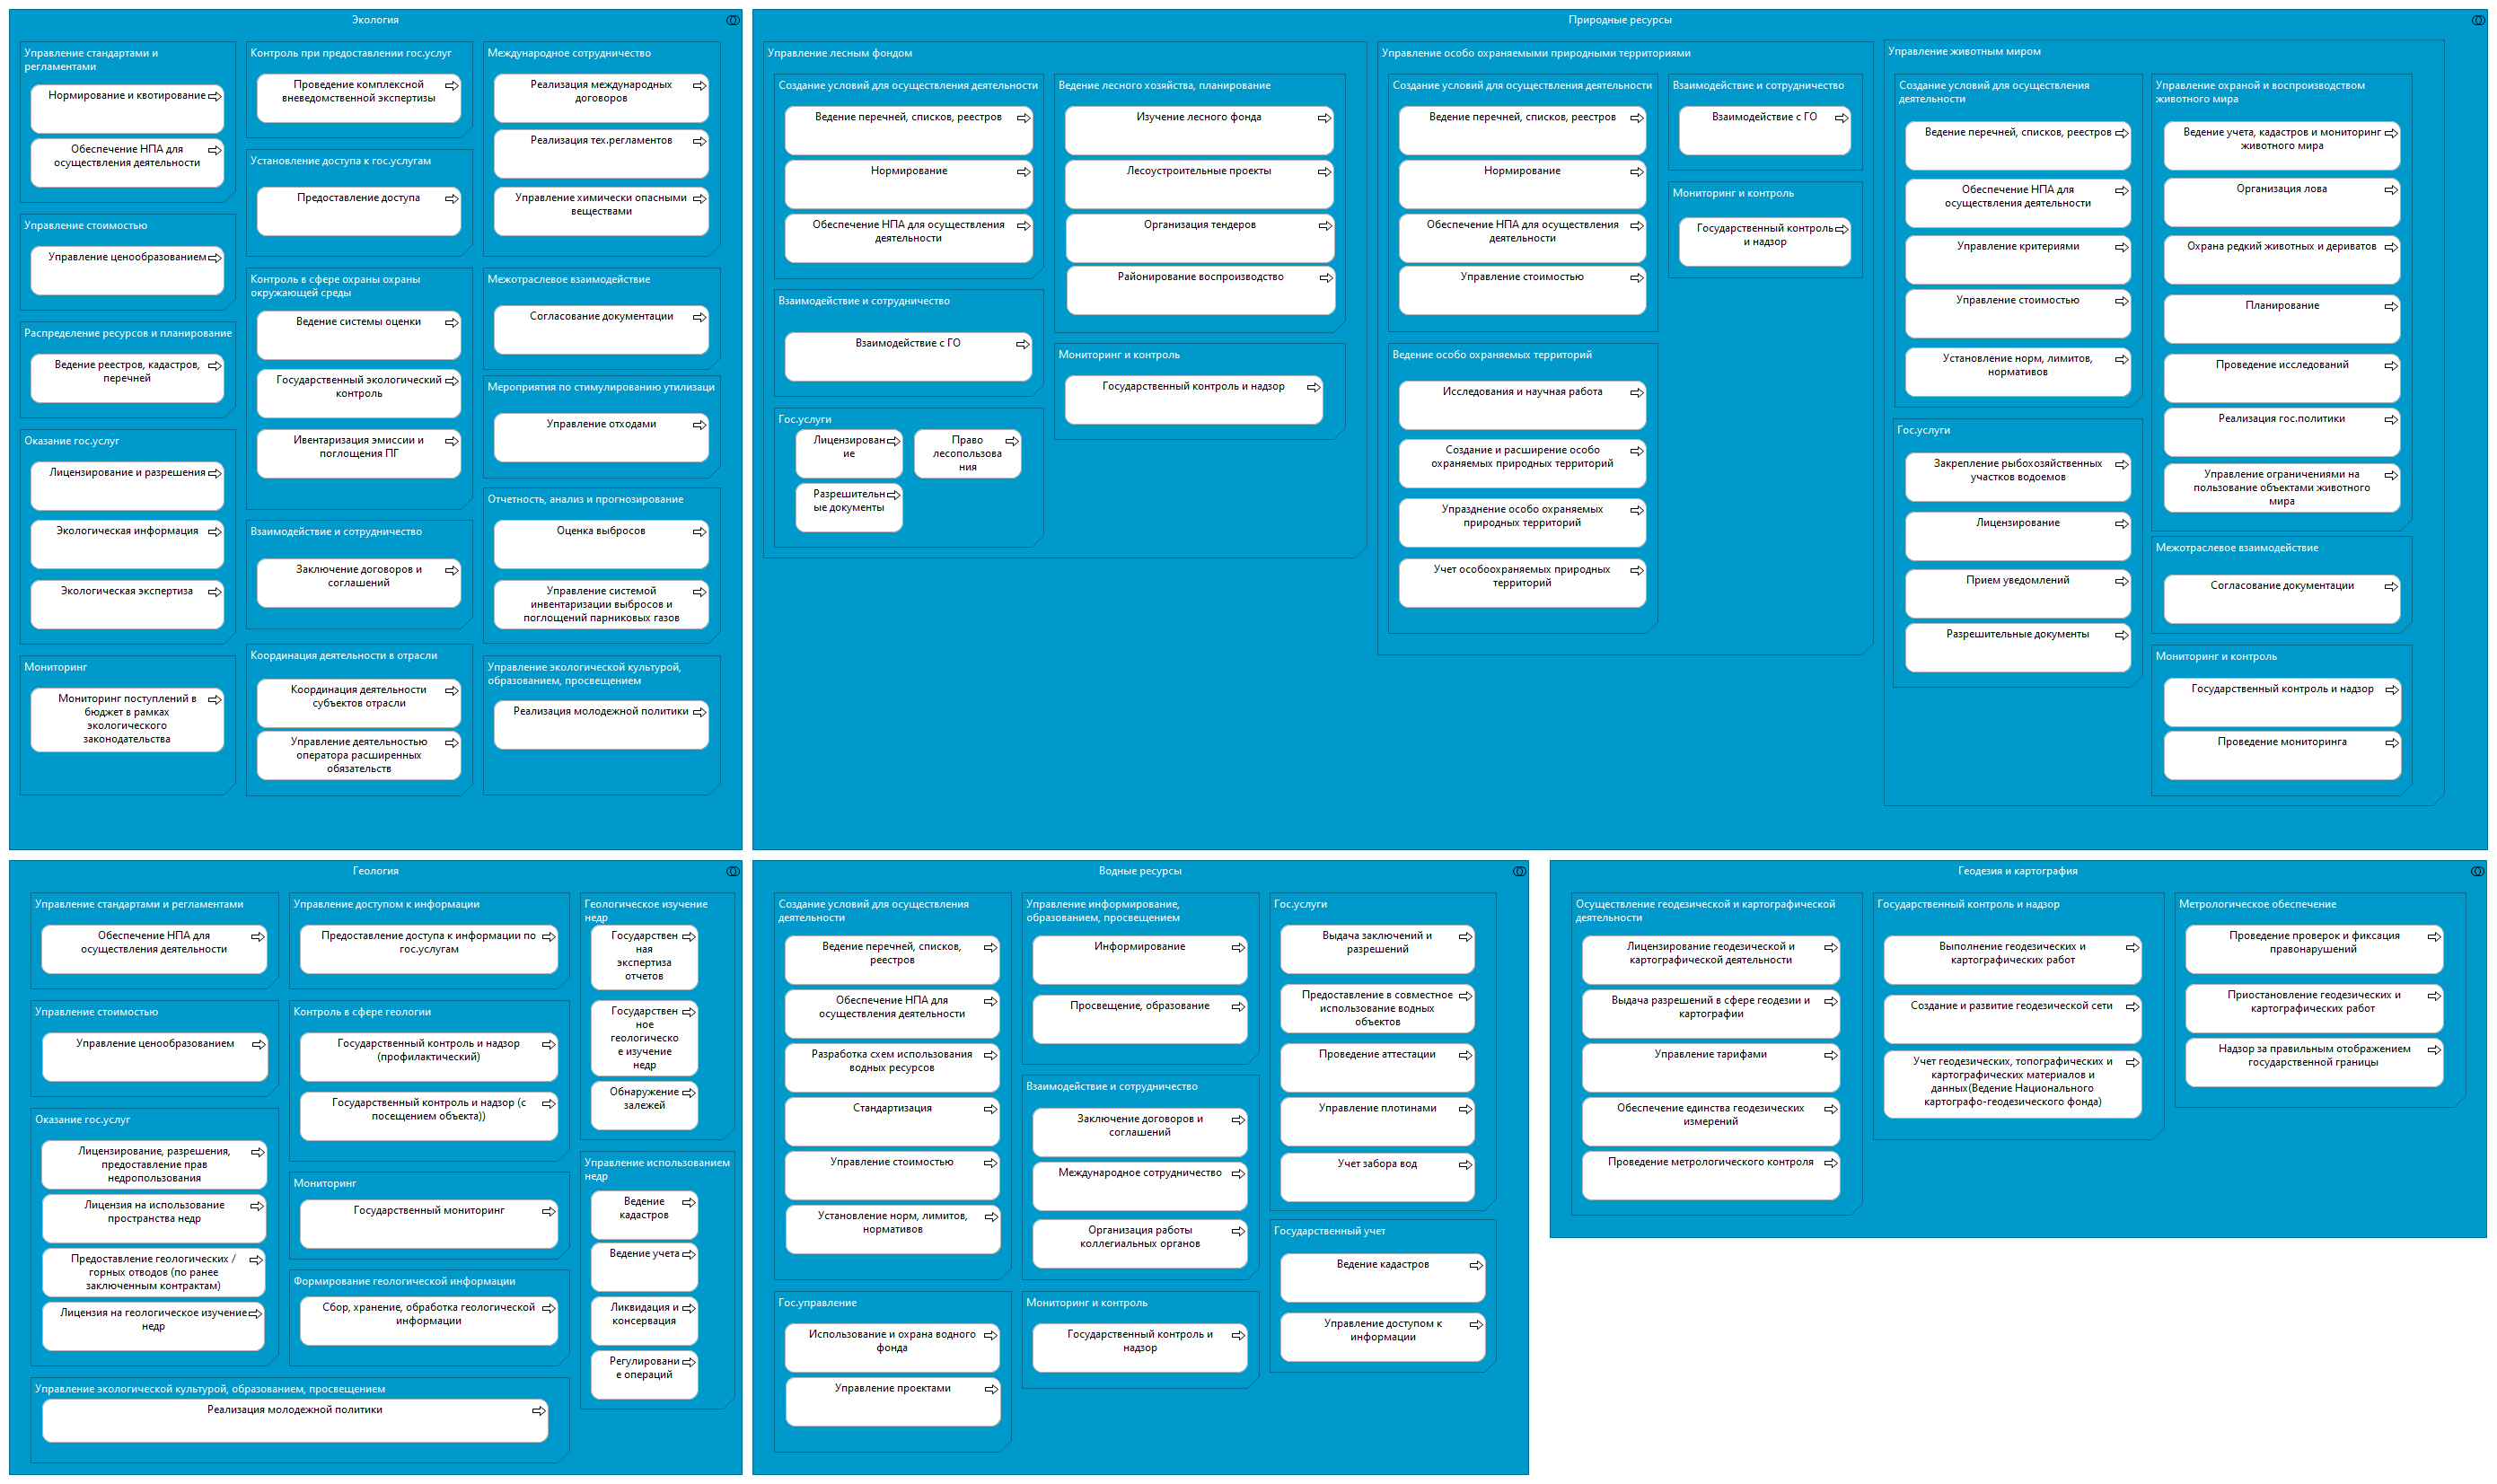 Экология
Управление стандартами и
регламентами
Нормирование и квотирование
Обеспечение НПА для
осуществления деятельности
Управление стоимостью
Управление ценообразованием
Распределение ресурсов и планирование
Ведение реестров, кадастров,
перечней
Оказание гос.услуг
Лицензирование и разрешения
Экологическая информация
Экологическая экспертиза
Мониторинг
Мониторинг поступлений в
бюджет в рамках
экологического
законодательства
Контроль при предоставлении гос.услуг
Проведение комплексной
вневедомственной экспертизы
Установление доступа к гос.услугам
Предоставление доступа
Контроль в сфере охраны охраны
окружающей среды
Ведение системы оценки
Государственный экологический
контроль
Ивентаризация эмиссии и
поглощения ПГ
Взаимодействие и сотрудничество
Заключение договоров и
соглашений
Координация деятельности в отрасли
Координация деятельности
субъектов отрасли
Управление деятельностью
оператора расширенных
обязательств
Международное сотрудничество
Реализация международных
договоров
Реализация тех.регламентов
Управление химически опасными
веществами
Межотраслевое взаимодействие
Согласование документации
Мероприятия по стимулированию утилизаци
Управление отходами
Отчетность, анализ и прогнозирование
Оценка выбросов
Управление системой
инвентаризации выбросов и
поглощений парниковых газов
Управление экологической культурой,
образованием, просвещением
Реализация молодежной политики
Природные ресурсы
Управление лесным фондом
Создание условий для осуществления деятельности
Ведение перечней, списков, реестров
Нормирование
Обеспечение НПА для осуществления
деятельности
Взаимодействие и сотрудничество
Взаимодействие с ГО
Гос.услуги
Лицензирован
ие
Право
лесопользова
ния
Разрешительн
ые документы
Ведение лесного хозяйства, планирование
Изучение лесного фонда
Лесоустроительные проекты
Организация тендеров
Районирование воспроизводство
Мониторинг и контроль
Государственный контроль и надзор
Управление особо охраняемыми природными территориями
Создание условий для осуществления деятельности
Ведение перечней, списков, реестров
Нормирование
Обеспечение НПА для осуществления
деятельности
Управление стоимостью
Ведение особо охраняемых территорий
Исследования и научная работа
Создание и расширение особо
охраняемых природных территорий
Упразднение особо охраняемых
природных территорий
Учет особоохраняемых природных
территорий
Взаимодействие и сотрудничество
Взаимодействие с ГО
Мониторинг и контроль
Государственный контроль
и надзор
Управление животным миром
Создание условий для осуществления
деятельности
Ведение перечней, списков, реестров
Обеспечение НПА для
осуществления деятельности
Управление критериями
Управление стоимостью
Установление норм, лимитов,
нормативов
Гос.услуги
Закрепление рыбохозяйственных
участков водоемов
Лицензирование
Прием уведомлений
Разрешительные документы
Управление охраной и воспроизводством
животного мира
Ведение учета, кадастров и мониторинг
животного мира
Организация лова
Охрана редкий животных и дериватов
Планирование
Проведение исследований
Реализация гос.политики
Управление ограничениями на
пользование объектами животного
мира
Межотраслевое взаимодействие
Согласование документации
Мониторинг и контроль
Государственный контроль и надзор
Проведение мониторинга
Геология
Управление стандартами и регламентами
Обеспечение НПА для
осуществления деятельности
Управление стоимостью
Управление ценообразованием
Оказание гос.услуг
Лицензирование, разрешения,
предоставление прав
недропользования
Лицензия на использование
пространства недр
Предоставление геологических /
горных отводов (по ранее
заключенным контрактам)
Лицензия на геологическое изучение
недр
Управление доступом к информации
Предоставление доступа к информации по
гос.услугам
Контроль в сфере геологии
Государственный контроль и надзор
(профилактический)
Государственный контроль и надзор (с
посещением объекта))
Мониторинг
Государственный мониторинг
Формирование геологической информации
Сбор, хранение, обработка геологической
информации
Управление экологической культурой, образованием, просвещением
Реализация молодежной политики
Геологическое изучение
недр
Государствен
ная
экспертиза
отчетов
Государствен
ное
геологическо
е изучение
недр
Обнаружение
залежей
Управление использованием
недр
Ведение
кадастров
Ведение учета
Ликвидация и
консервация
Регулировани
е операций
Водные ресурсы
Создание условий для осуществления
деятельности
Ведение перечней, списков,
реестров
Обеспечение НПА для
осуществления деятельности
Разработка схем использования
водных ресурсов
Стандартизация
Управление стоимостью
Установление норм, лимитов,
нормативов
Гос.управление
Использование и охрана водного
фонда
Управление проектами
Управление информирование,
образованием, просвещением
Информирование
Просвещение, образование
Взаимодействие и сотрудничество
Заключение договоров и
соглашений
Международное сотрудничество
Организация работы
коллегиальных органов
Мониторинг и контроль
Государственный контроль и
надзор
Гос.услуги
Выдача заключений и
разрешений
Предоставление в совместное
использование водных
объектов
Проведение аттестации
Управление плотинами
Учет забора вод
Государственный учет
Ведение кадастров
Управление доступом к
информации
Геодезия и картография
Осуществление геодезической и картографической
деятельности
Лицензирование геодезической и
картографической деятельности
Выдача разрешений в сфере геодезии и
картографии
Управление тарифами
Обеспечение единства геодезических
измерений
Проведение метрологического контроля
Государственный контроль и надзор
Выполнение геодезических и
картографических работ
Создание и развитие геодезической сети
Учет геодезических, топографических и
картографических материалов и
данных(Ведение Национального
картографо-геодезического фонда)
Метрологическое обеспечение
Проведение проверок и фиксация
правонарушений
Приостановление геодезических и
картографических работ
Надзор за правильным отображением
государственной границы